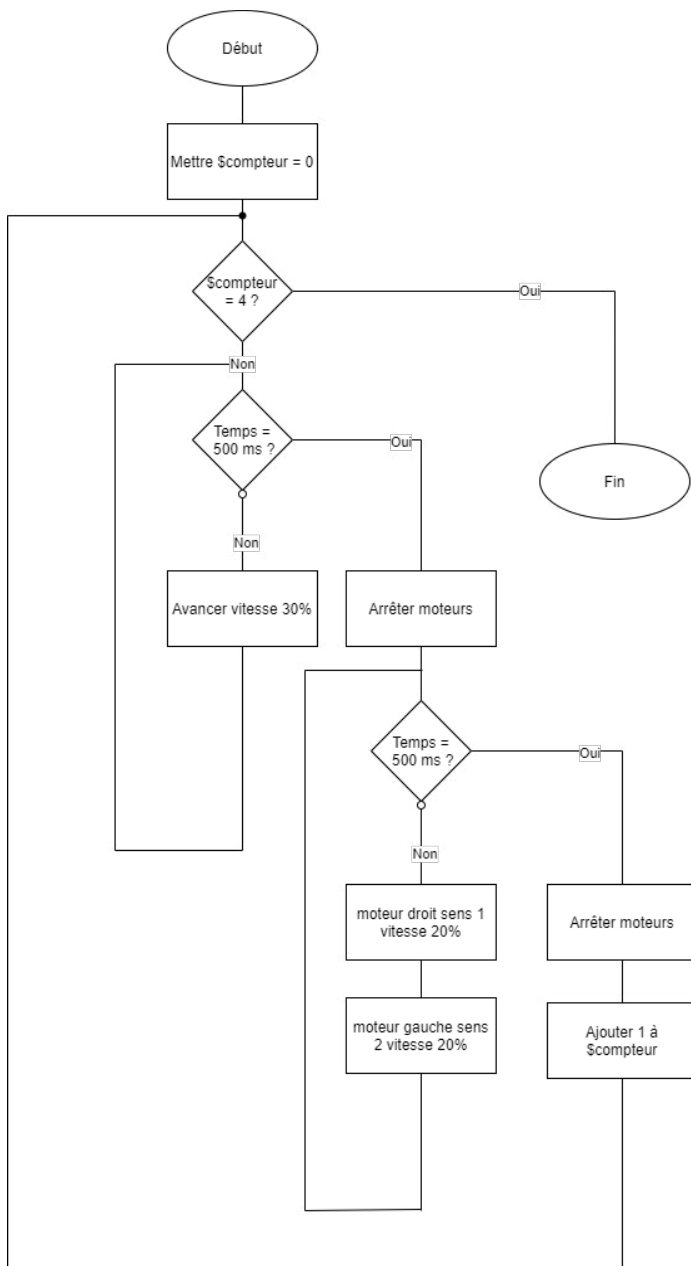 Début
Mettre $compteur = 0
$compteur
= 4 ?
Oui
Non
Temps =
500 ms ?
Oui
Fin
Non
Avancer vitesse 30%
Arrêter moteurs
Temps =
500 ms ?
Oui
Non
moteur droit sens 1
vitesse 20%
Arrêter moteurs
moteur gauche sens
2 vitesse 20%
Ajouter 1 à
$compteur